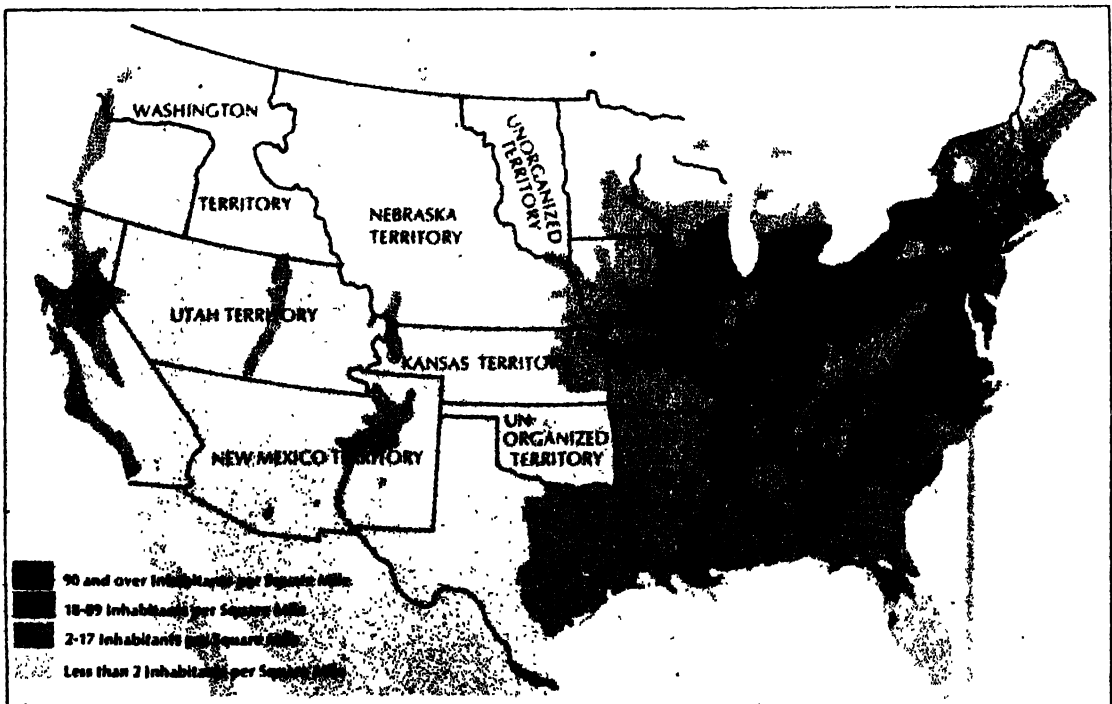 WASHINGTON
TERRITORY
UNORGANIZED
TERRITORY
NEBRASKA
TERRITORY
UTAH TERRITORY
KANSAS TERRITOR
UN-
ORGANIZED
TERRITORY
NEW MEXICO TERRITORY
90 and over Inhabitants per Square Mile
18-89 Inhabitants per Square Mile
2-17 Inhabitants per Square Mile
Less than 2 Inhabitants per Square Mile